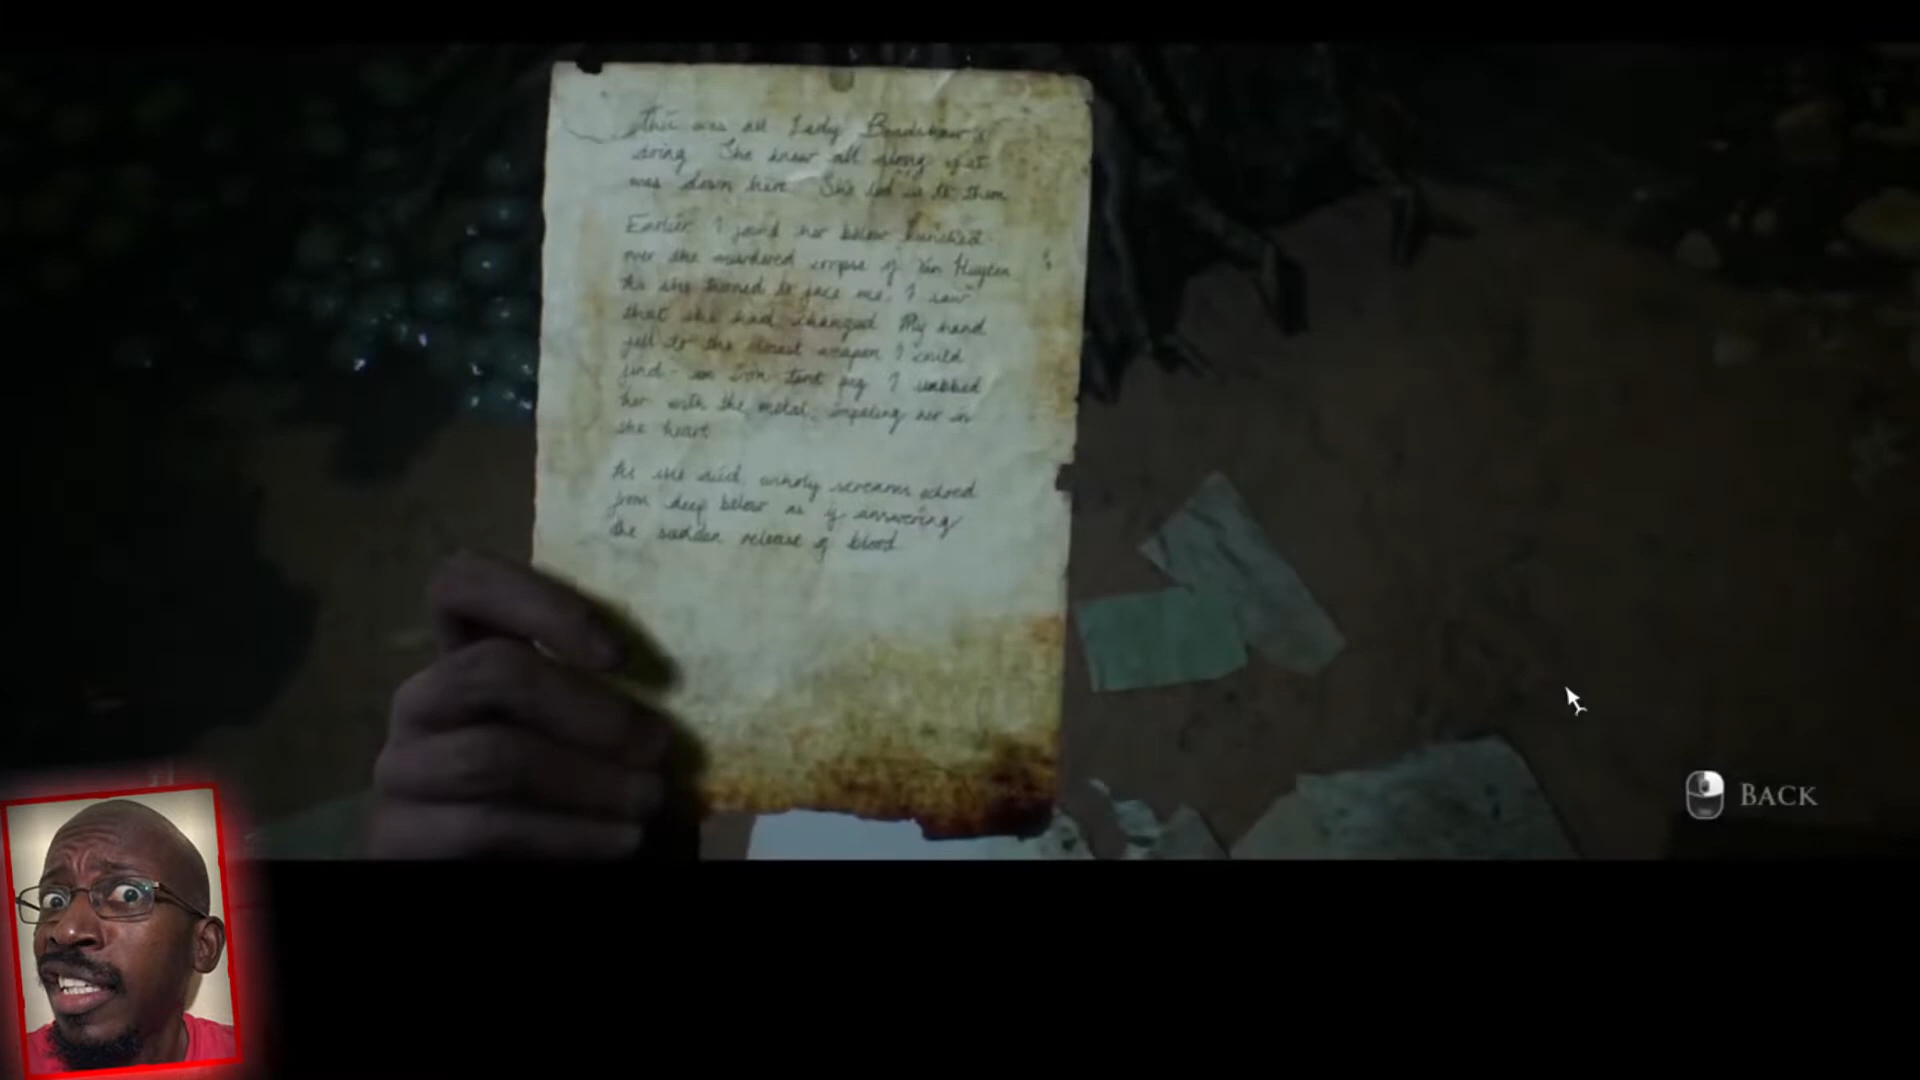 This was all Lady Bradshaw's
doing. She knew all along of it
was down here. She led us to them.
Earlier I found her below hunched
over the murdered corpse of Van Huyten
As she turned to face me, I saw
that she had changed. My hand
fell to the closest weapon I could
find - an iron tent peg. I stabbed
her with the metal, impaling her in
the heart.
As she died, unholy screams echoed
from deep below as if answering
the sudden release of blood.
BACK